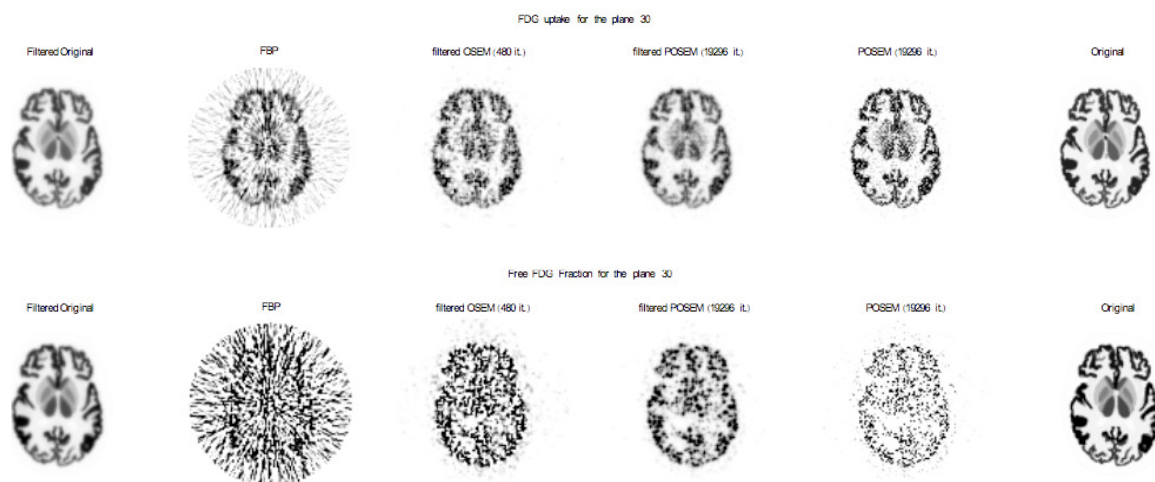 FDG uptake for the plane 30
Filtered Original FBP filtered OSEM (480 it.) filtered POSEM (19296 it.) POSEM (19296 it.) Original
Free FDG Fraction for the plane 30
Filtered Original FBP filtered OSEM (480 it.) filtered POSEM (19296 it.) POSEM (19296 it.) Original